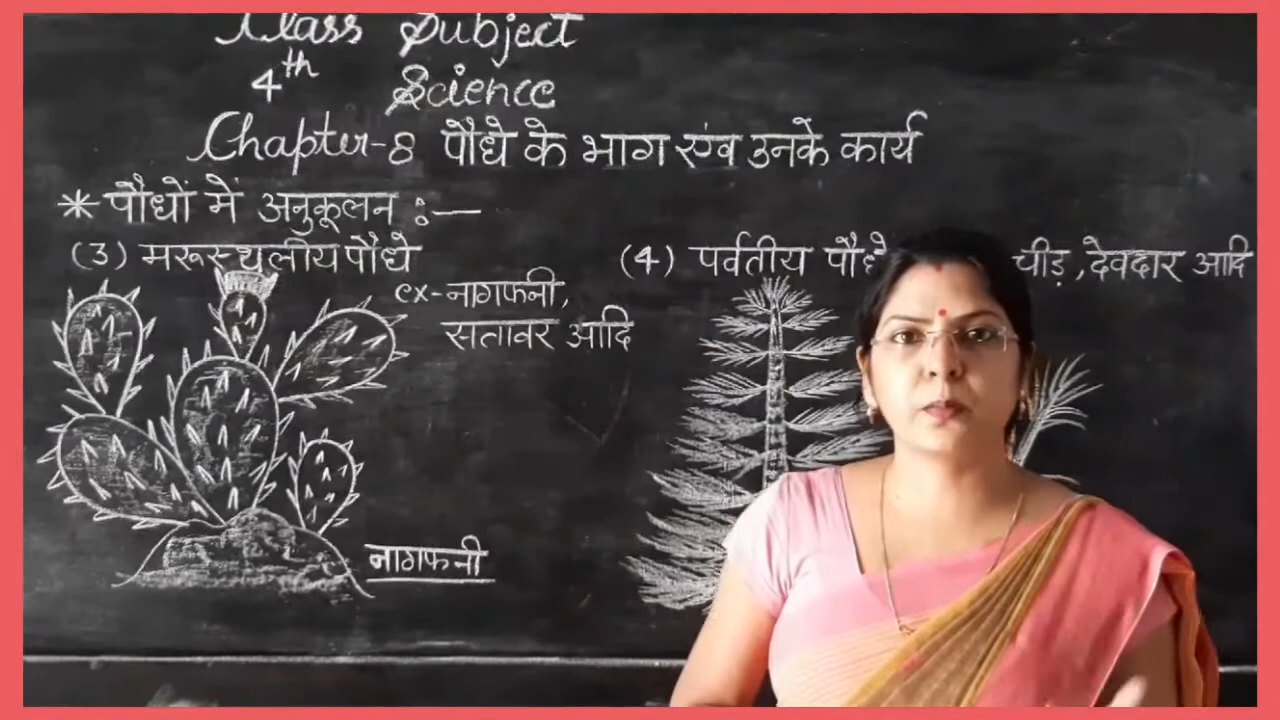 Class Subject
4th Science
Chapter-8 पौधे के भाग एंव उनके कार्य
* पौधों में अनुकूलन :—
(3) मरूस्थलीय पौधे
(4) पर्वतीय पौधे चीड़, देवदार आदि
ex-नागफनी,
सतावर आदि
नागफनी